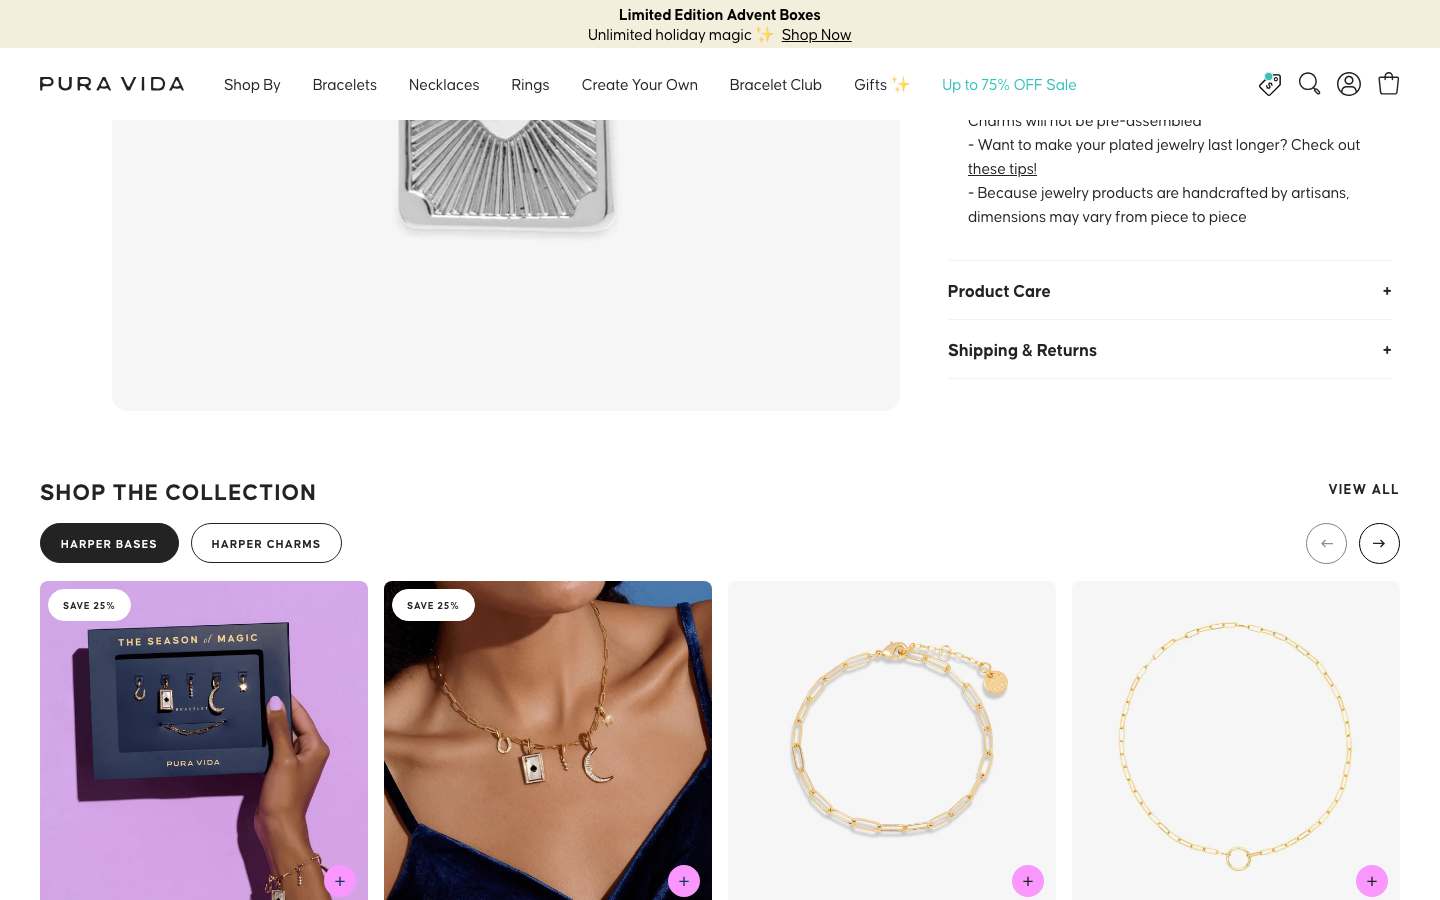 Limited Edition Advent Boxes
Unlimited holiday magic ✨ Shop Now
PURA VIDA
Shop By
Bracelets
Necklaces
Rings
Create Your Own
Bracelet Club
Gifts ✨
Up to 75% OFF Sale
Charms will not be pre-assembled
- Want to make your plated jewelry last longer? Check out
these tips!
- Because jewelry products are handcrafted by artisans,
dimensions may vary from piece to piece
Product Care +
Shipping & Returns +
SHOP THE COLLECTION
VIEW ALL
HARPER BASES
HARPER CHARMS
SAVE 25%
THE SEASON of MAGIC
BRACELET
PURA VIDA
SAVE 25%